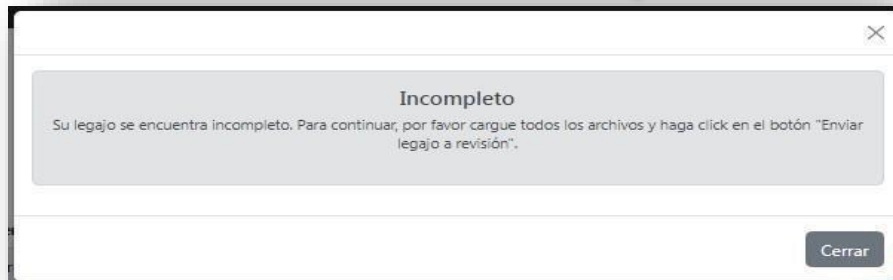 Incompleto
Su legajo se encuentra incompleto. Para continuar, por favor cargue todos los archivos y haga click en el botón "Enviar
legajo a revisión".
Cerrar